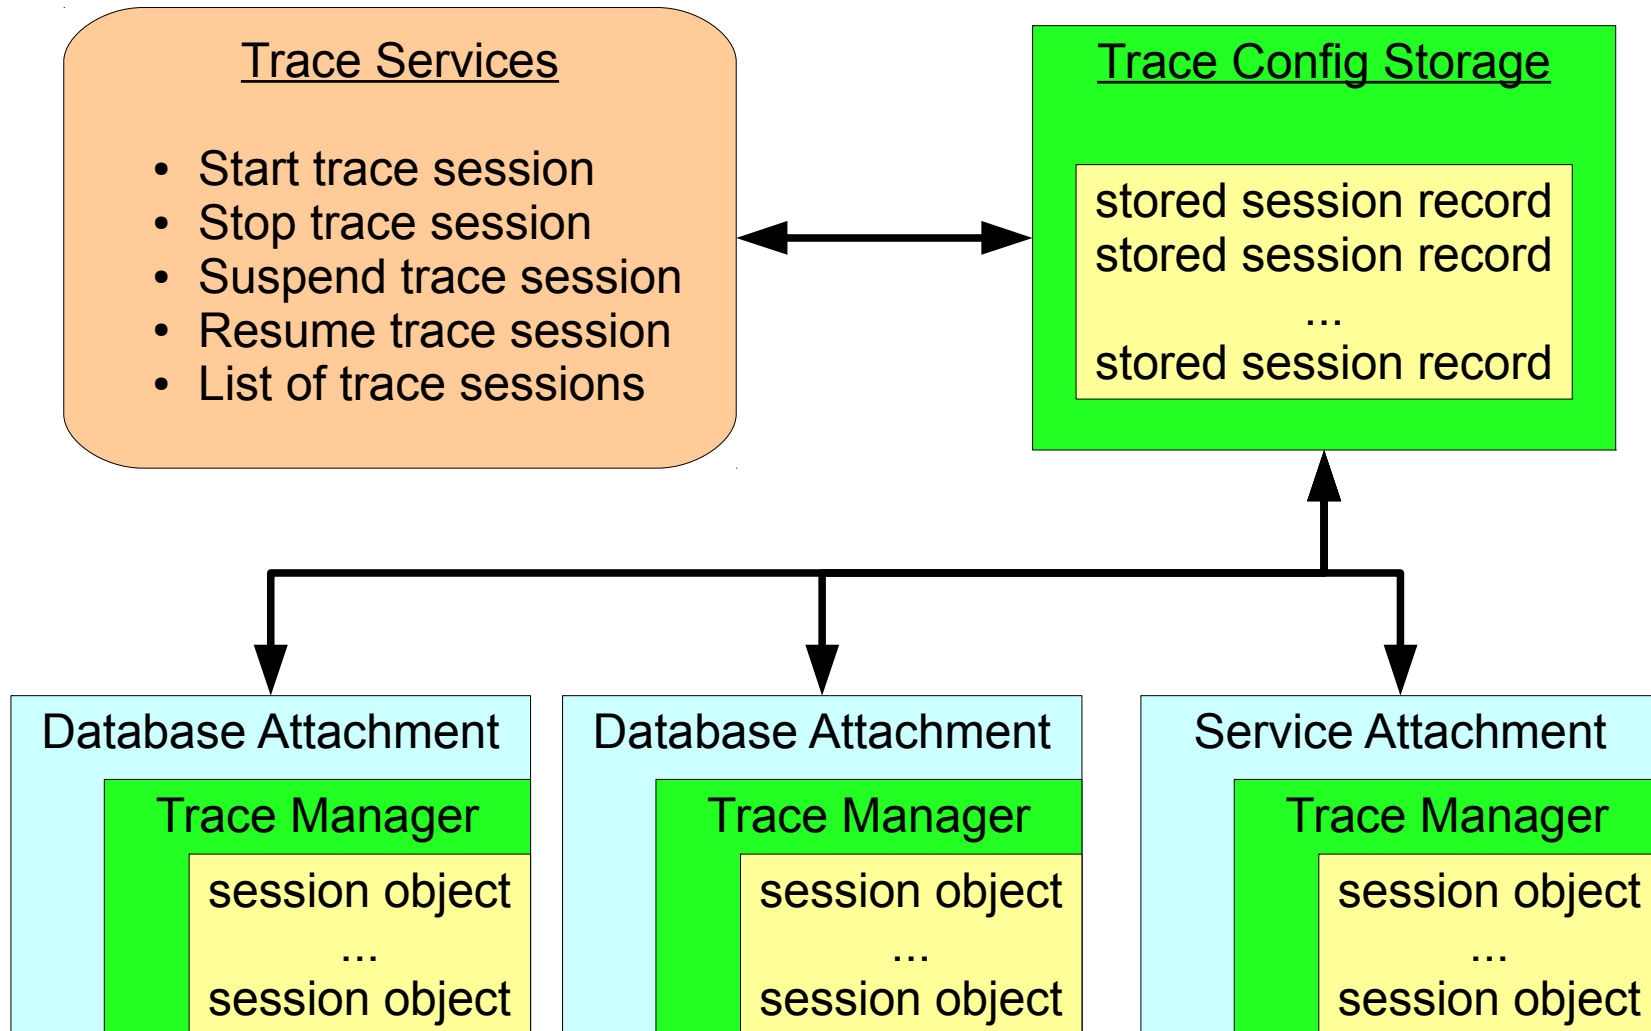 Trace Services
• Start trace session
• Stop trace session
• Suspend trace session
• Resume trace session
• List of trace sessions
Trace Config Storage
stored session record
stored session record
...
stored session record
Database Attachment
Trace Manager
session object
...
session object
Database Attachment
Trace Manager
session object
...
session object
Service Attachment
Trace Manager
session object
...
session object